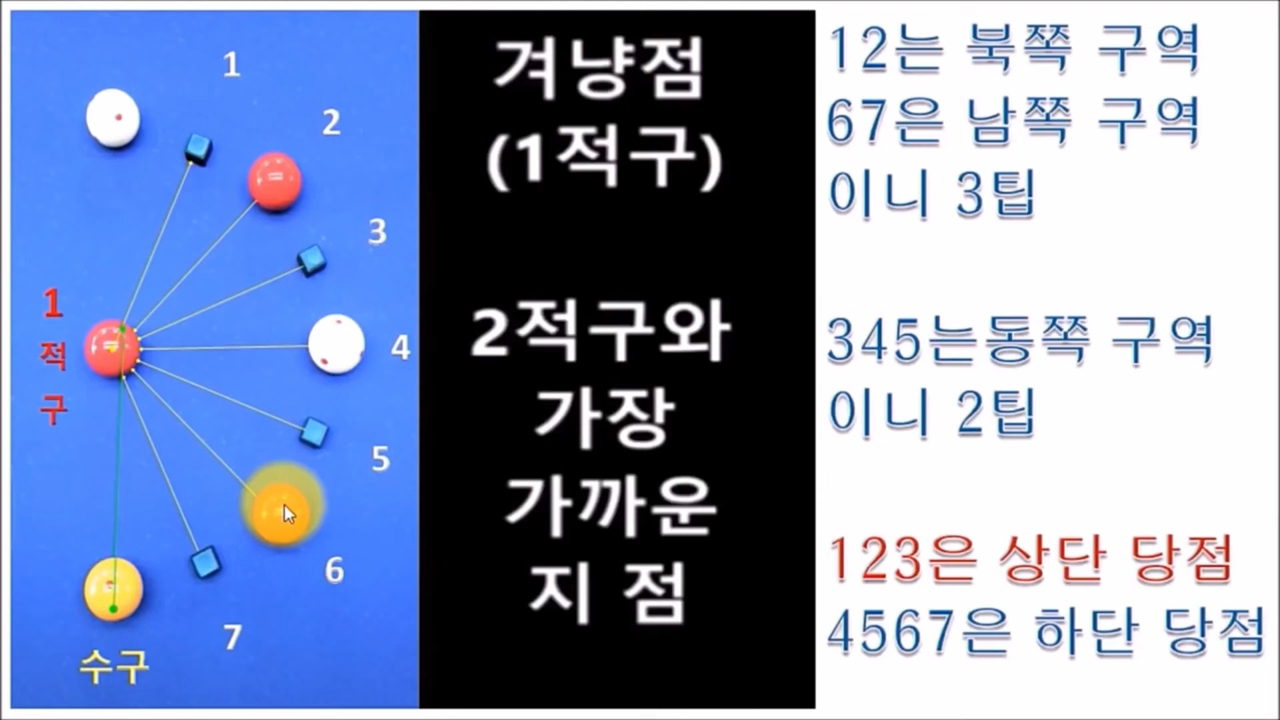 1
2
3
4
5
6
7
1
적
구
수구
겨냥점
(1적구)
2적구와
가장
가까운
지 점
12는 북쪽 구역
67은 남쪽 구역
이니 3팁
345는동쪽 구역
이니 2팁
123은 상단 당점
4567은 하단 당점